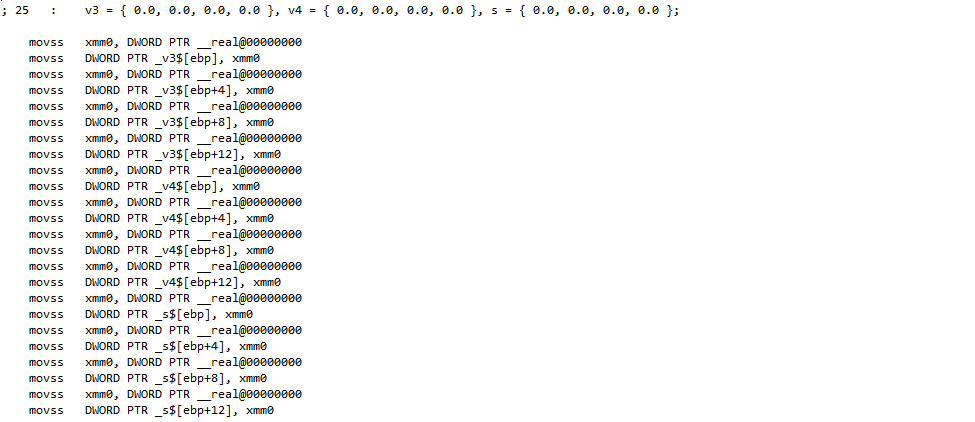 ; 25   :    v3 = { 0.0, 0.0, 0.0, 0.0 }, v4 = { 0.0, 0.0, 0.0, 0.0 }, s = { 0.0, 0.0, 0.0, 0.0 };
movss   xmm0, DWORD PTR __real@00000000
movss   DWORD PTR _v3$[ebp], xmm0
movss   xmm0, DWORD PTR __real@00000000
movss   DWORD PTR _v3$[ebp+4], xmm0
movss   xmm0, DWORD PTR __real@00000000
movss   DWORD PTR _v3$[ebp+8], xmm0
movss   xmm0, DWORD PTR __real@00000000
movss   DWORD PTR _v3$[ebp+12], xmm0
movss   xmm0, DWORD PTR __real@00000000
movss   DWORD PTR _v4$[ebp], xmm0
movss   xmm0, DWORD PTR __real@00000000
movss   DWORD PTR _v4$[ebp+4], xmm0
movss   xmm0, DWORD PTR __real@00000000
movss   DWORD PTR _v4$[ebp+8], xmm0
movss   xmm0, DWORD PTR __real@00000000
movss   DWORD PTR _v4$[ebp+12], xmm0
movss   xmm0, DWORD PTR __real@00000000
movss   DWORD PTR _s$[ebp], xmm0
movss   xmm0, DWORD PTR __real@00000000
movss   DWORD PTR _s$[ebp+4], xmm0
movss   xmm0, DWORD PTR __real@00000000
movss   DWORD PTR _s$[ebp+8], xmm0
movss   xmm0, DWORD PTR __real@00000000
movss   DWORD PTR _s$[ebp+12], xmm0